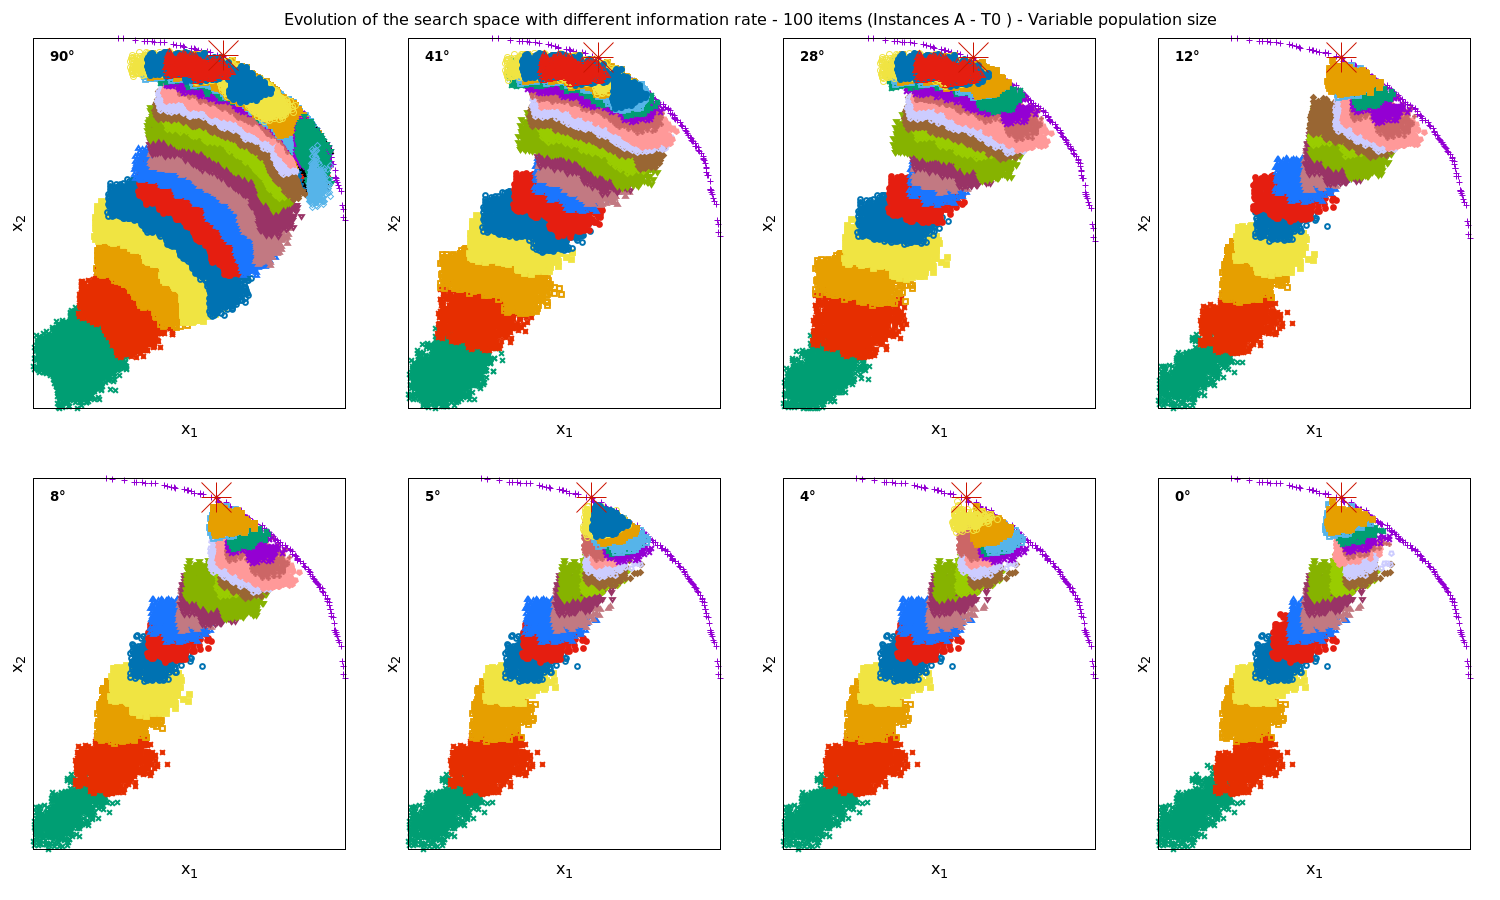 Evolution of the search space with different information rate - 100 items (Instances A - T0 ) - Variable population size
90°
41°
28°
12°
x₂
x₂
x₂
x₂
x₁
x₁
x₁
x₁
8°
5°
4°
0°
x₂
x₂
x₂
x₂
x₁
x₁
x₁
x₁